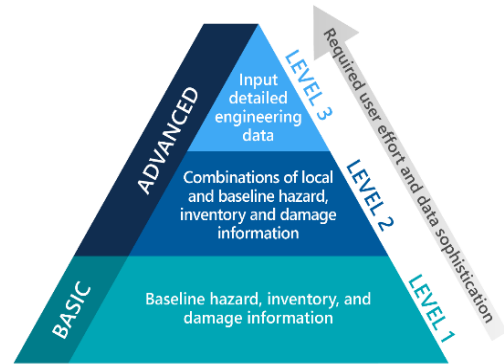 Input
detailed
engineering
data
LEVEL 3
ADVANCED
Combinations of local
and baseline hazard,
inventory and damage
information
LEVEL 2
BASIC
Baseline hazard, inventory, and
damage information
LEVEL 1
Required user effort and data sophistication